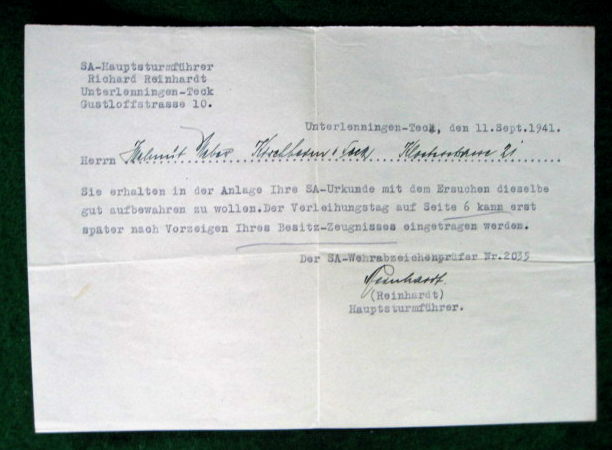 SA-Hauptsturmführer
Richard Reinhardt
Unterlenningen-Teck
Gustloffstrasse 10.
Unterlenningen-Teck, den 11.Sept.1941.
Herrn Helmut Weber Kirchheim
Sie erhalten in der Anlage Ihre SA-Urkunde mit dem Ersuchen dieselbe
gut aufbewahren zu wollen.Der Verleihungstag auf Seite 6 kann erst
später nach Vorzeigen Ihres Besitz-Zeugnisses eingetragen werden.
Der SA-Wehrabzeichenprüfer Nr.2035
Reinhardt.
(Reinhardt)
Hauptsturmführer.